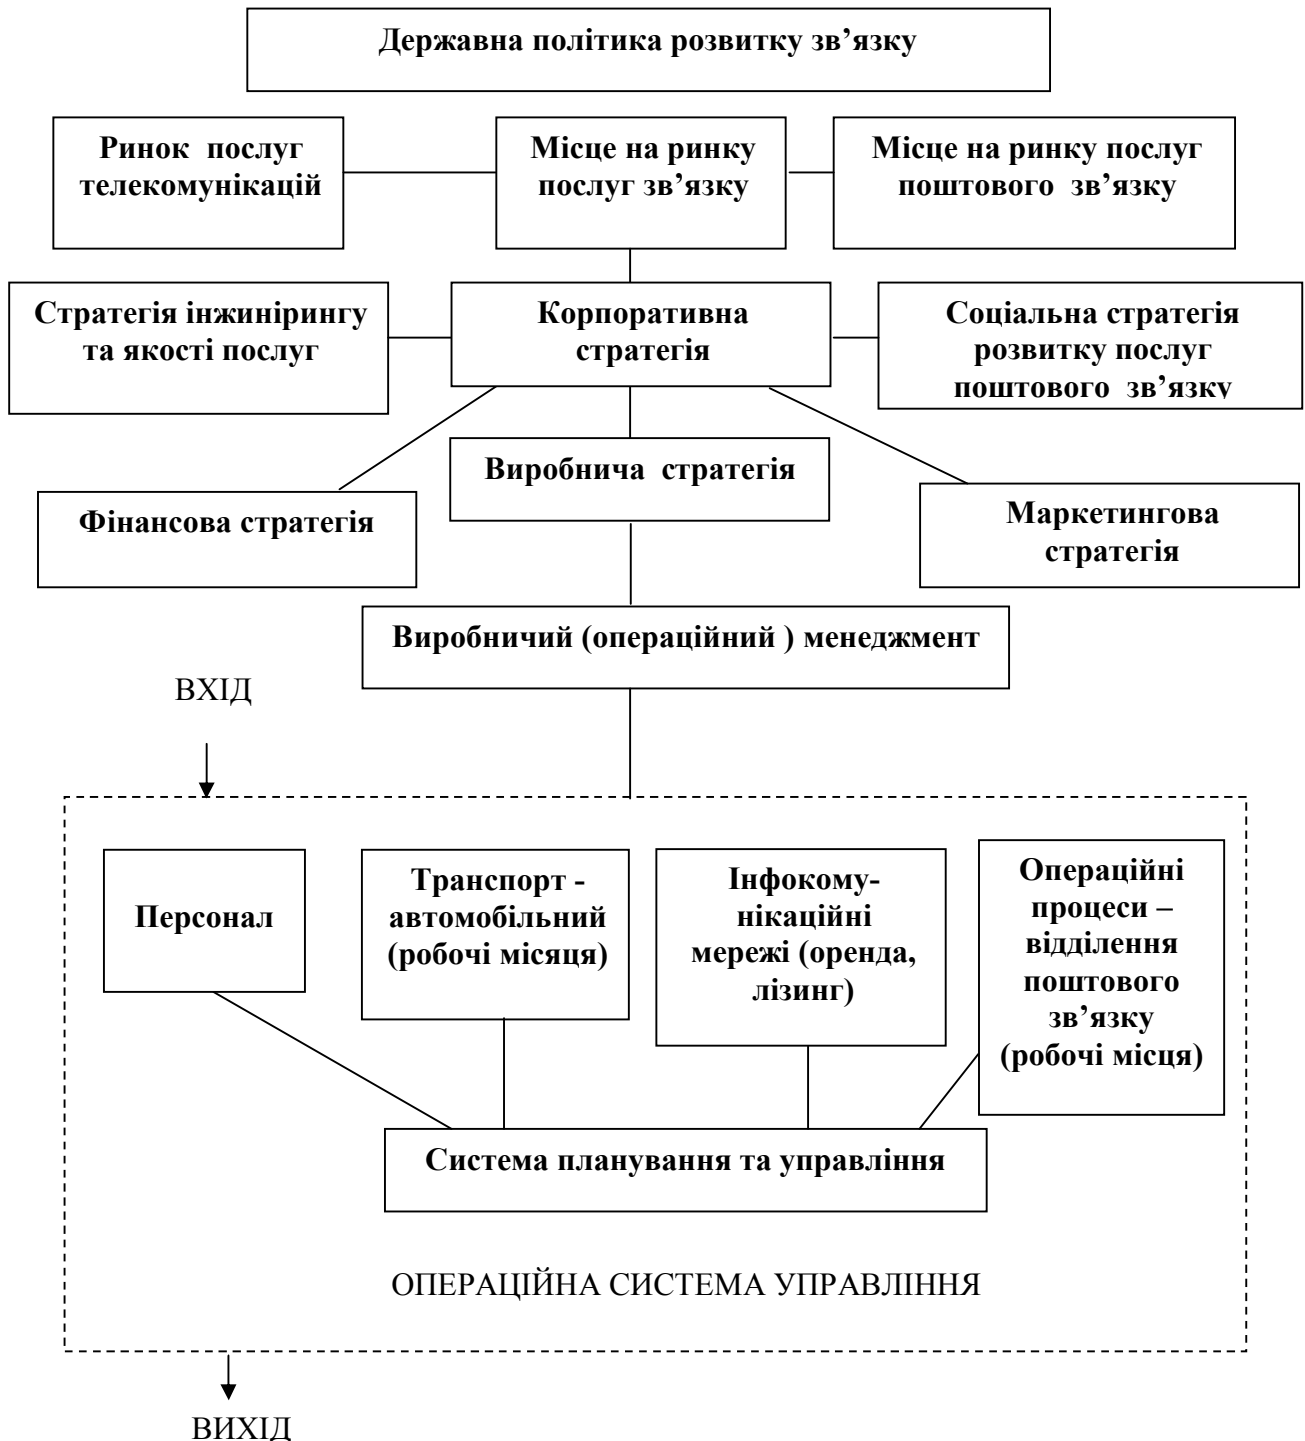 Державна політика розвитку зв’язку
Ринок послуг
телекомунікацій
Місце на ринку
послуг зв’язку
Місце на ринку послуг
поштового зв’язку
Стратегія інжинірингу
та якості послуг
Корпоративна
стратегія
Соціальна стратегія
розвитку послуг
поштового зв’язку
Фінансова стратегія
Виробнича стратегія
Маркетингова
стратегія
Виробничий (операційний ) менеджмент
ВХІД
Персонал
Транспорт -
автомобільний
(робочі місяця)
Інфокому-
нікаційні
мережі (оренда,
лізинг)
Операційні
процеси –
відділення
поштового
зв’язку
(робочі місця)
Система планування та управління
ОПЕРАЦІЙНА СИСТЕМА УПРАВЛІННЯ
ВИХІД